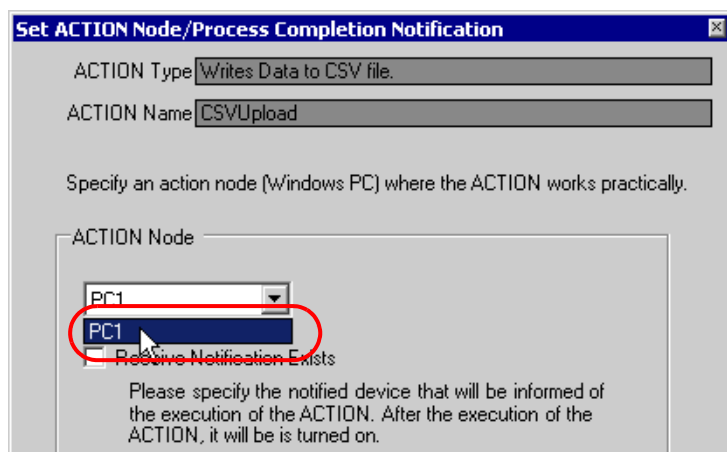 Set ACTION Node/Process Completion Notification
ACTION Type Writes Data to CSV file.
ACTION Name CSVUpload
Specify an action node (Windows PC) where the ACTION works practically.
ACTION Node
PC1
PC1
Receive Notification Exists
Please specify the notified device that will be informed of
the execution of the ACTION. After the execution of the
ACTION, it will be is turned on.